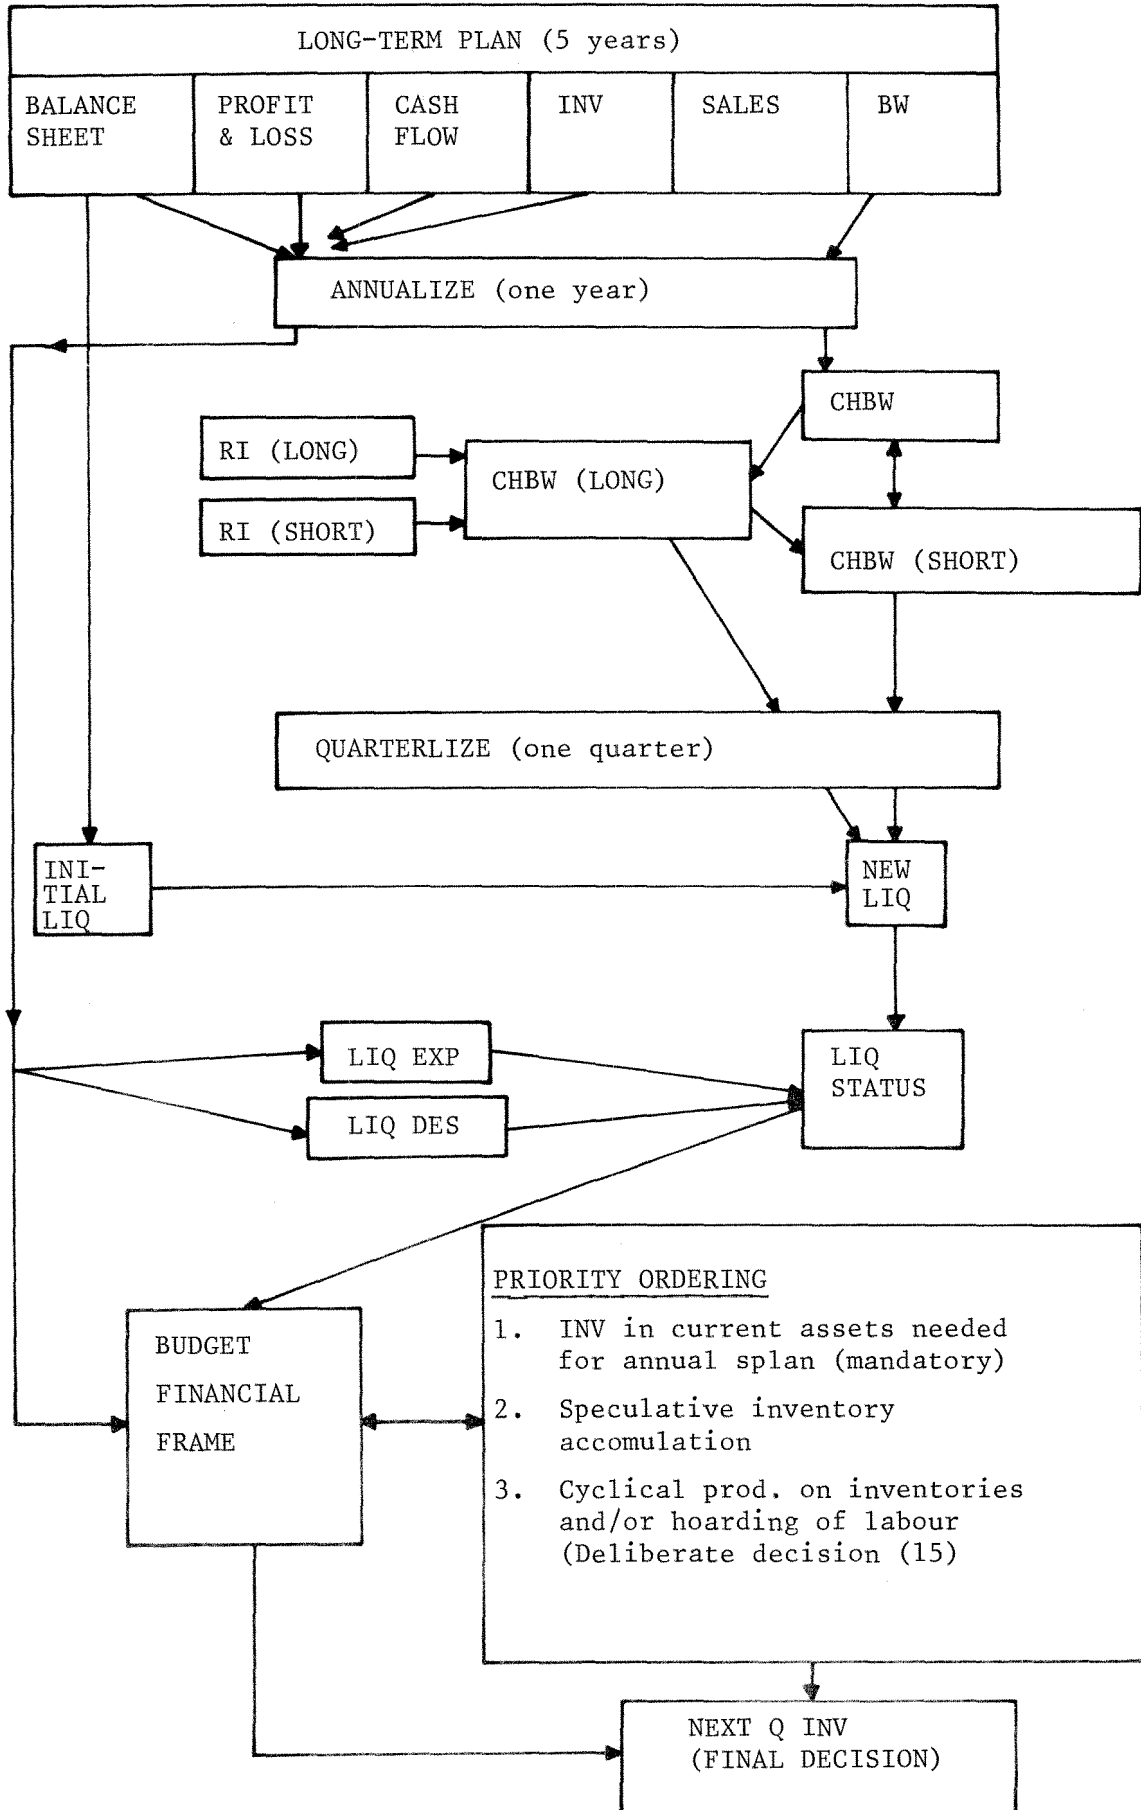 LONG-TERM PLAN (5 years)
BALANCE
SHEET
PROFIT
& LOSS
CASH
FLOW
INV
SALES
BW
ANNUALIZE (one year)
CHBW
RI (LONG)
CHBW (LONG)
RI (SHORT)
CHBW (SHORT)
QUARTERLIZE (one quarter)
INI-
TIAL
LIQ
NEW
LIQ
LIQ EXP
LIQ
STATUS
LIQ DES
PRIORITY ORDERING
1. INV in current assets needed
for annual splan (mandatory)
2. Speculative inventory
accomulation
3. Cyclical prod. on inventories
and/or hoarding of labour
(Deliberate decision (15)
BUDGET
FINANCIAL
FRAME
NEXT Q INV
(FINAL DECISION)